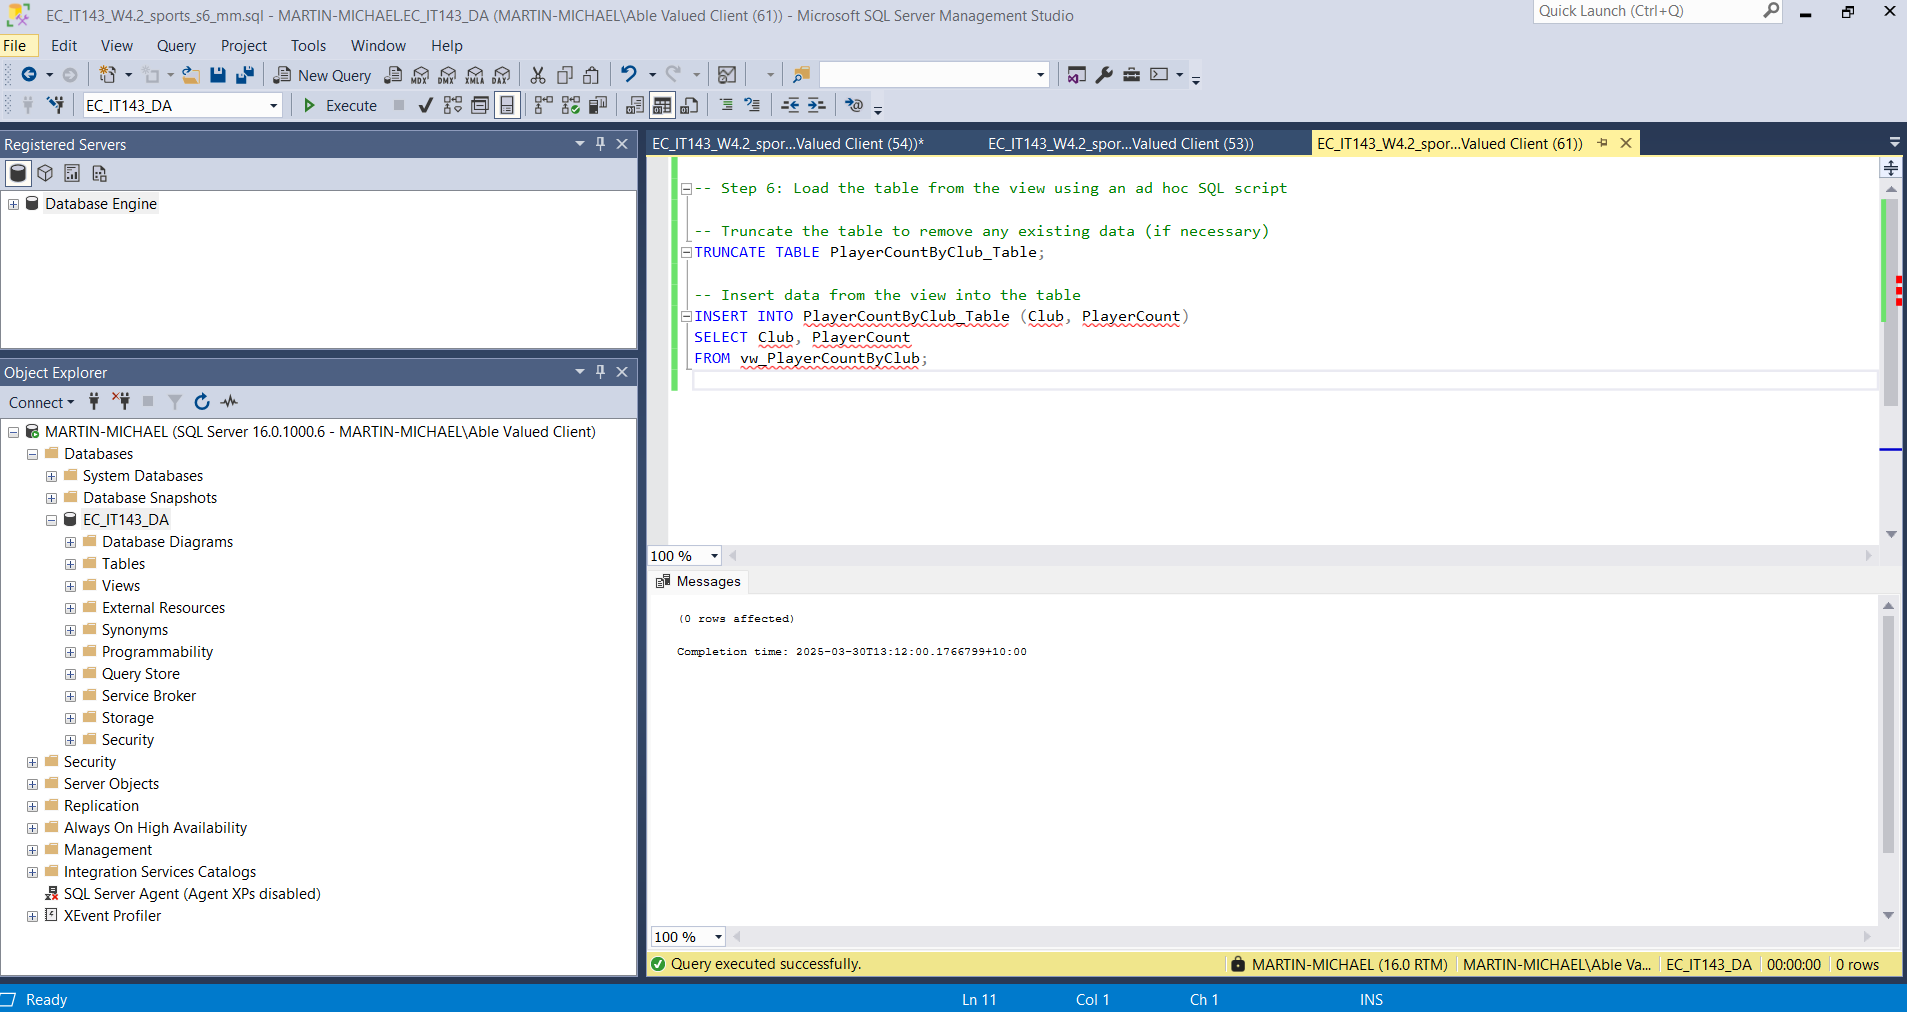 EC_IT143_W4.2_sports_s6_mm.sql - MARTIN-MICHAEL.EC_IT143_DA (MARTIN-MICHAEL\Able Valued Client (61)) - Microsoft SQL Server Management Studio
Quick Launch (Ctrl+Q)
File Edit View Query Project Tools Window Help
New Query MDX DMX XMLA DAX
EC_IT143_DA Execute
Registered Servers
Database Engine
Object Explorer
Connect
MARTIN-MICHAEL (SQL Server 16.0.1000.6 - MARTIN-MICHAEL\Able Valued Client)
Databases
System Databases
Database Snapshots
EC_IT143_DA
Database Diagrams
Tables
Views
External Resources
Synonyms
Programmability
Query Store
Service Broker
Storage
Security
Security
Server Objects
Replication
Always On High Availability
Management
Integration Services Catalogs
SQL Server Agent (Agent XPs disabled)
XEvent Profiler
EC_IT143_W4.2_spor...Valued Client (54))* EC_IT143_W4.2_spor...Valued Client (53)) EC_IT143_W4.2_spor...Valued Client (61))
-- Step 6: Load the table from the view using an ad hoc SQL script
-- Truncate the table to remove any existing data (if necessary)
TRUNCATE TABLE PlayerCountByClub_Table;
-- Insert data from the view into the table
INSERT INTO PlayerCountByClub_Table (Club, PlayerCount)
SELECT Club, PlayerCount
FROM vw_PlayerCountByClub;
100 %
Messages
(0 rows affected)
Completion time: 2025-03-30T13:12:00.1766799+10:00
100 %
Query executed successfully. MARTIN-MICHAEL (16.0 RTM) MARTIN-MICHAEL\Able Va... EC_IT143_DA 00:00:00 0 rows
Ready Ln 11 Col 1 Ch 1 INS